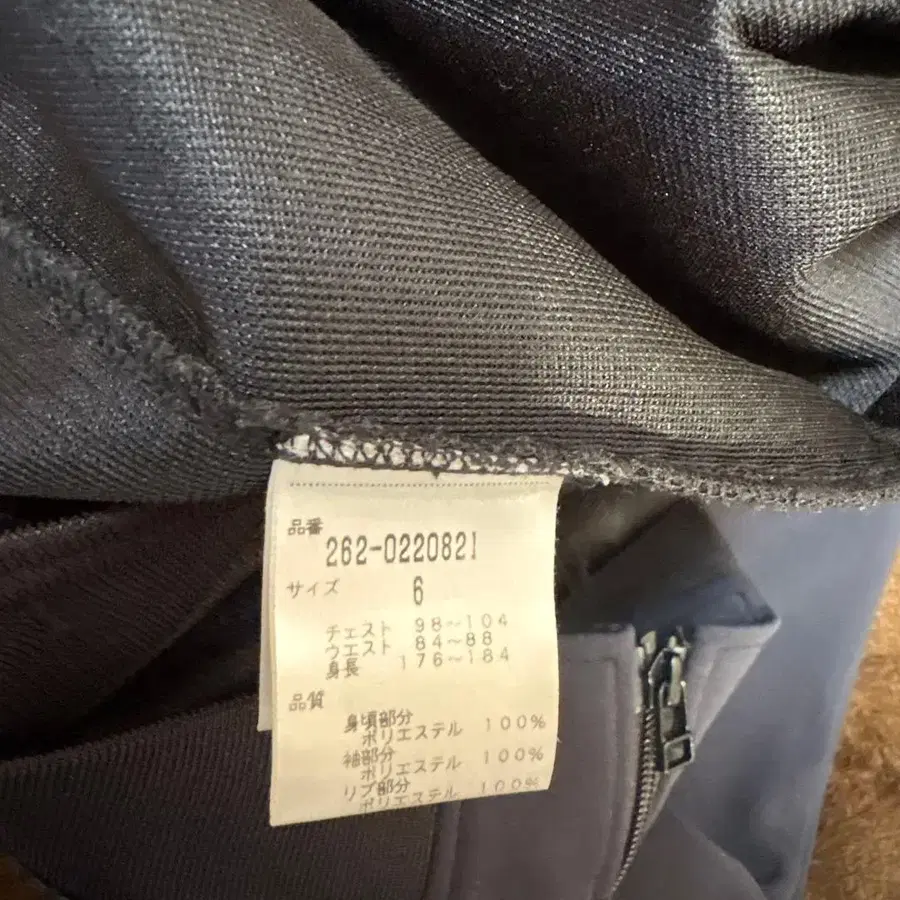 品番
262-0220821
サイズ 6
チェスト 98～104
ウエスト 84～88
身長 176～184
品質
身頃部分
ポリエステル 100%
袖部分
ポリエステル 100%
リブ部分
ポリエステル 100%